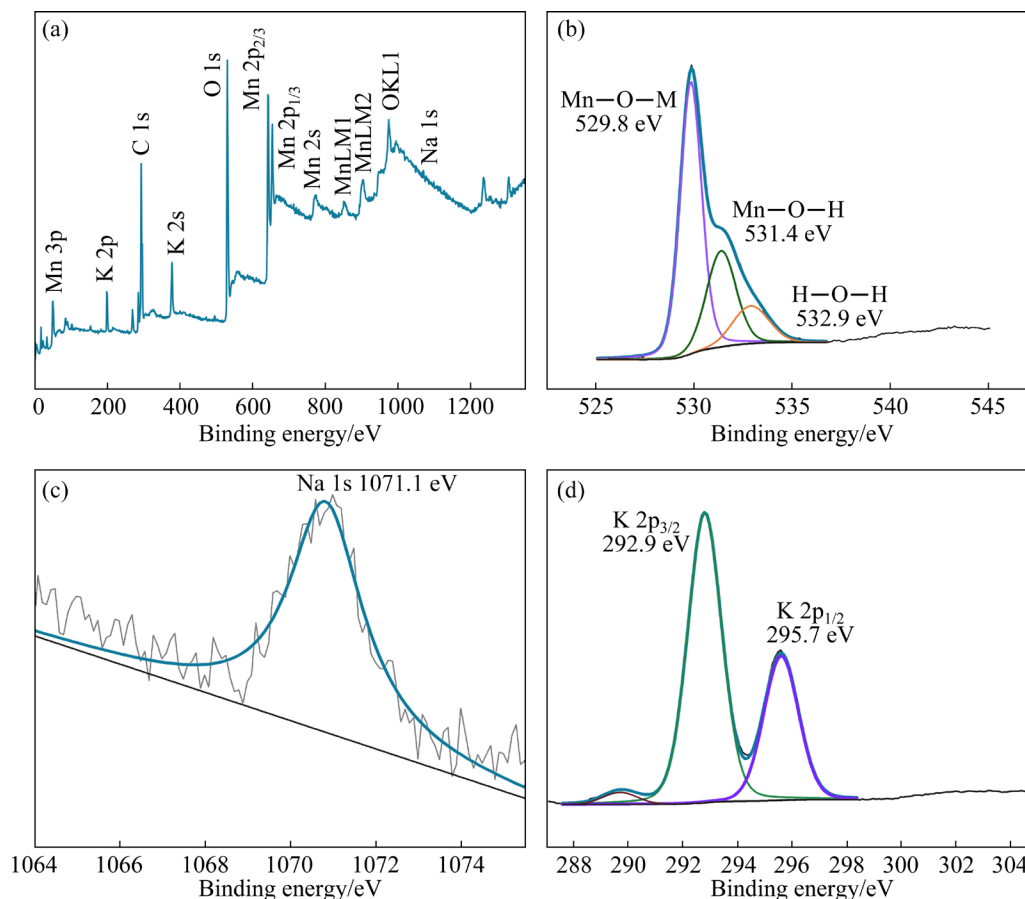 (a)
Mn 3p
K 2p
C 1s
K 2s
O 1s
Mn 2p2/3
Mn 2p1/3
Mn 2s
MnLM1
MnLM2
OKL1
Na 1s
0 200 400 600 800 1000 1200
Binding energy/eV
(b)
Mn—O—M
529.8 eV
Mn—O—H
531.4 eV
H—O—H
532.9 eV
525 530 535 540 545
Binding energy/eV
(c)
Na 1s 1071.1 eV
1064 1066 1068 1070 1072 1074
Binding energy/eV
(d)
K 2p3/2
292.9 eV
K 2p1/2
295.7 eV
288 290 292 294 296 298 300 302 304
Binding energy/eV